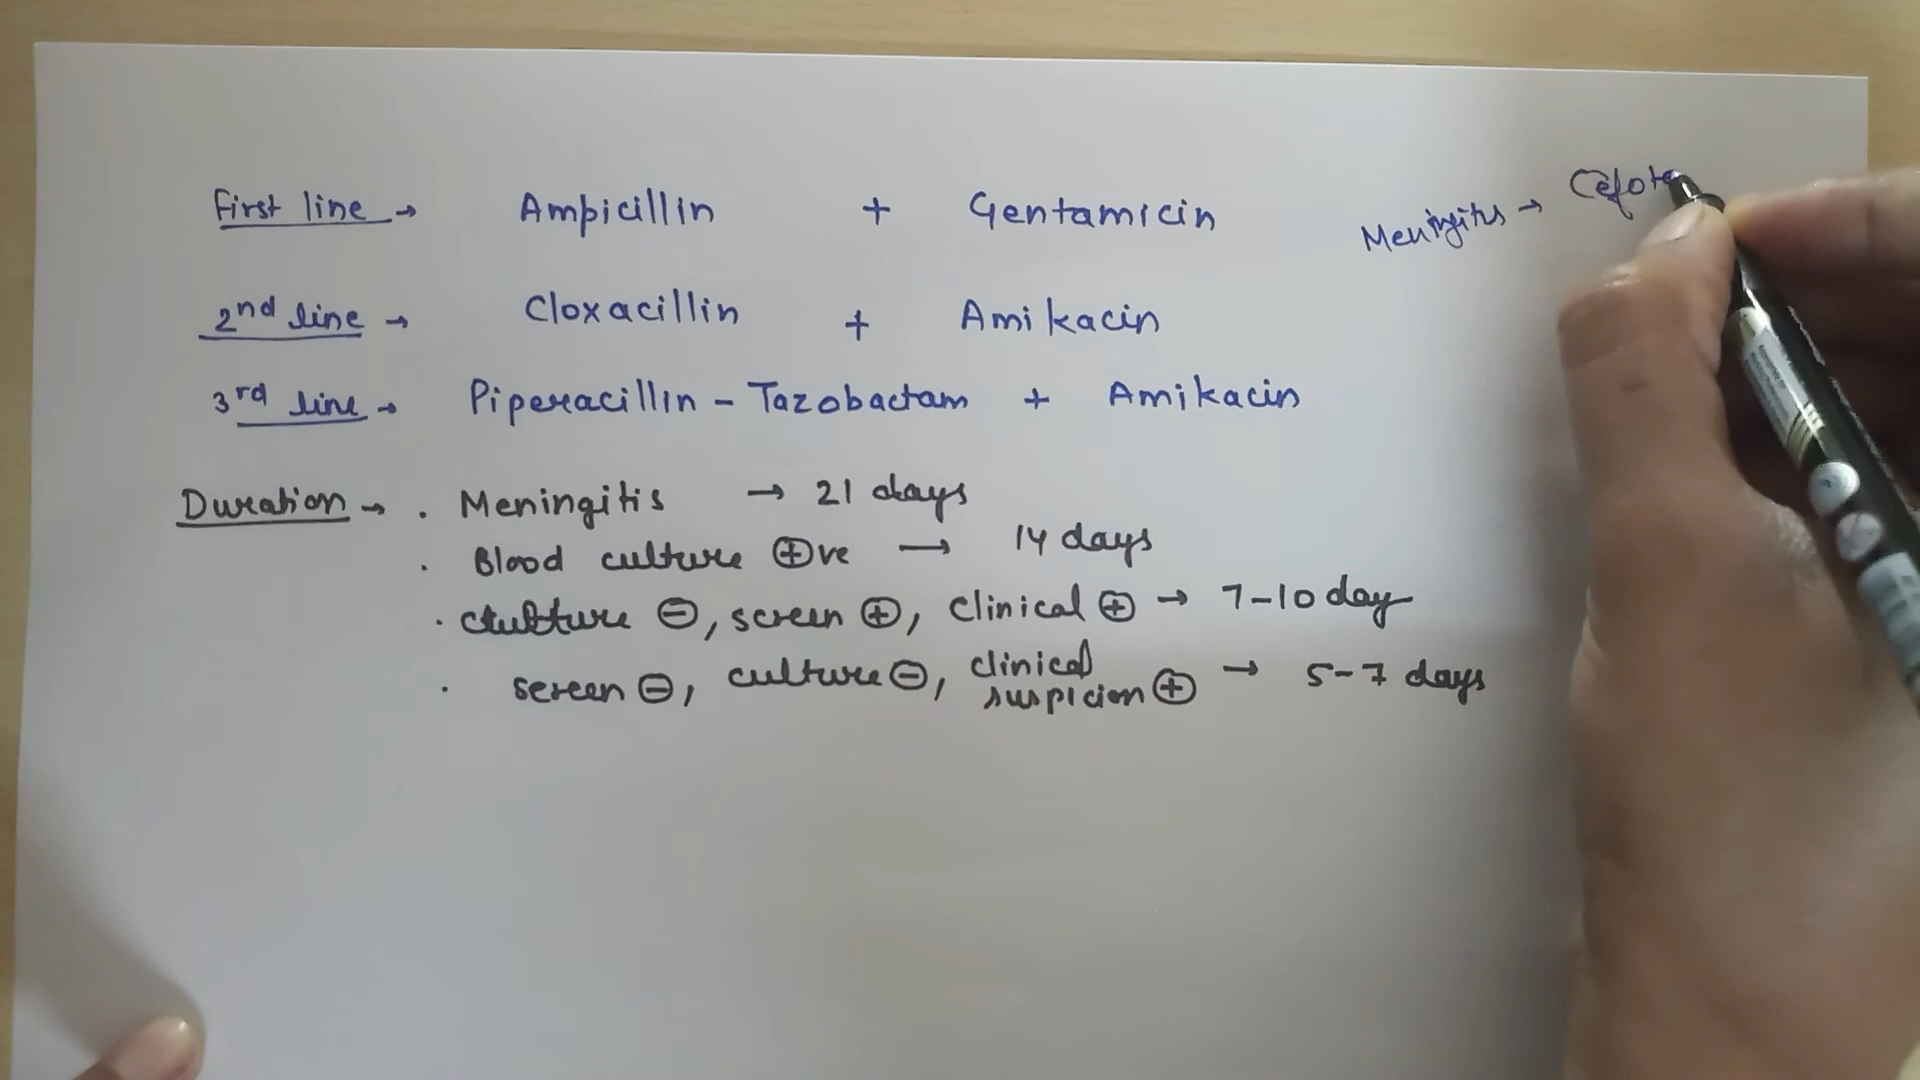 First line → Ampicillin + Gentamicin
Meningitis → Cefota
2nd line → Cloxacillin + Amikacin
3rd line → Piperacillin - Tazobactam + Amikacin
Duration → . Meningitis → 21 days
. Blood culture ⊕ve → 14 days
. culture ⊖, screen ⊕, Clinical ⊕ → 7-10 day
. screen ⊖, culture ⊖, clinical suspicion ⊕ → 5-7 days